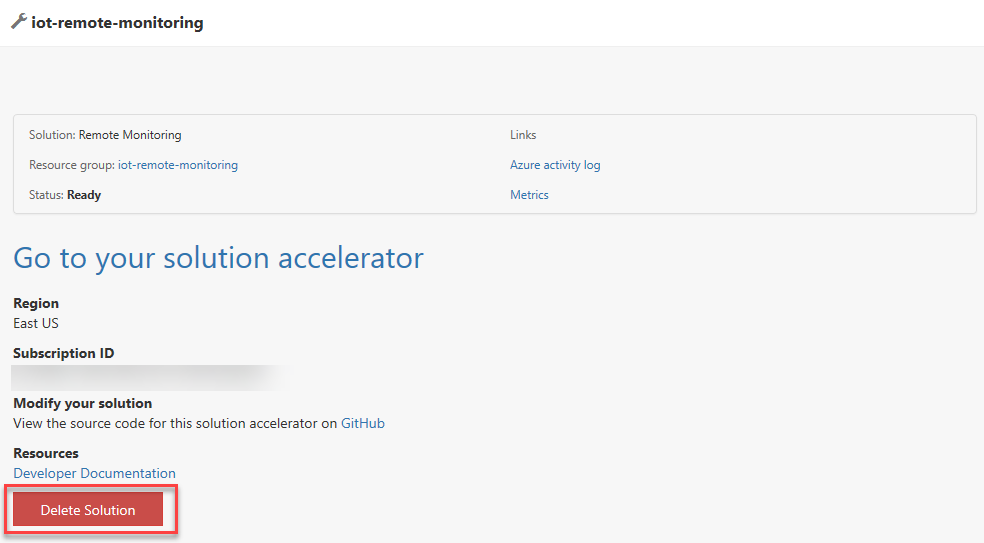 iot-remote-monitoring
Solution: Remote Monitoring
Links
Resource group: iot-remote-monitoring
Azure activity log
Status: Ready
Metrics
Go to your solution accelerator
Region
East US
Subscription ID
Modify your solution
View the source code for this solution accelerator on GitHub
Resources
Developer Documentation
Delete Solution